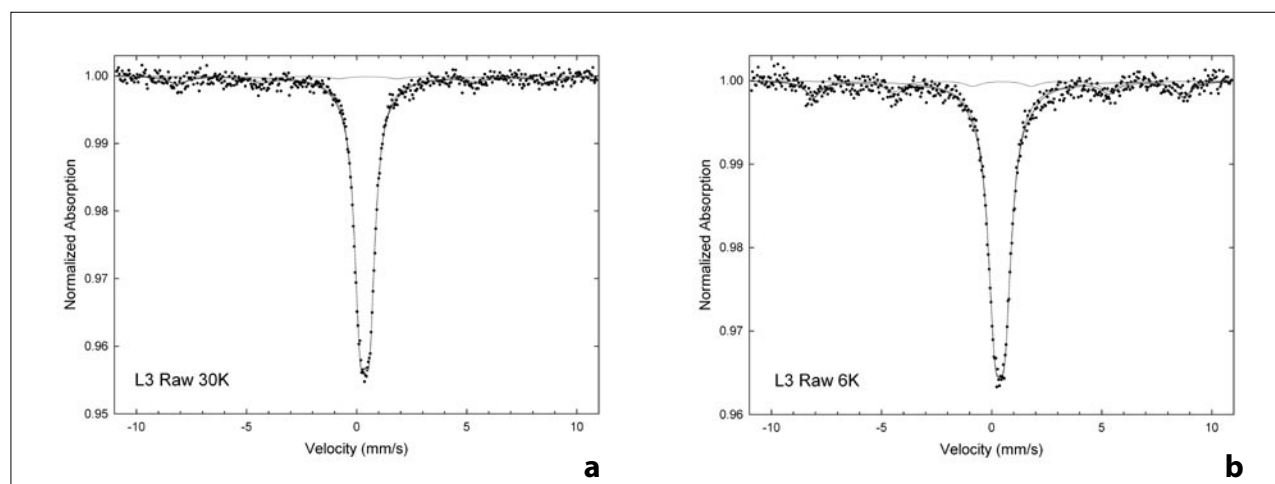 1.00
0.99
0.98
0.97
0.96
0.95
Normalized Absorption
L3 Raw 30K
-10 -5 0 5 10
Velocity (mm/s)
a
1.00
0.99
0.98
0.97
0.96
Normalized Absorption
L3 Raw 6K
-10 -5 0 5 10
Velocity (mm/s)
b